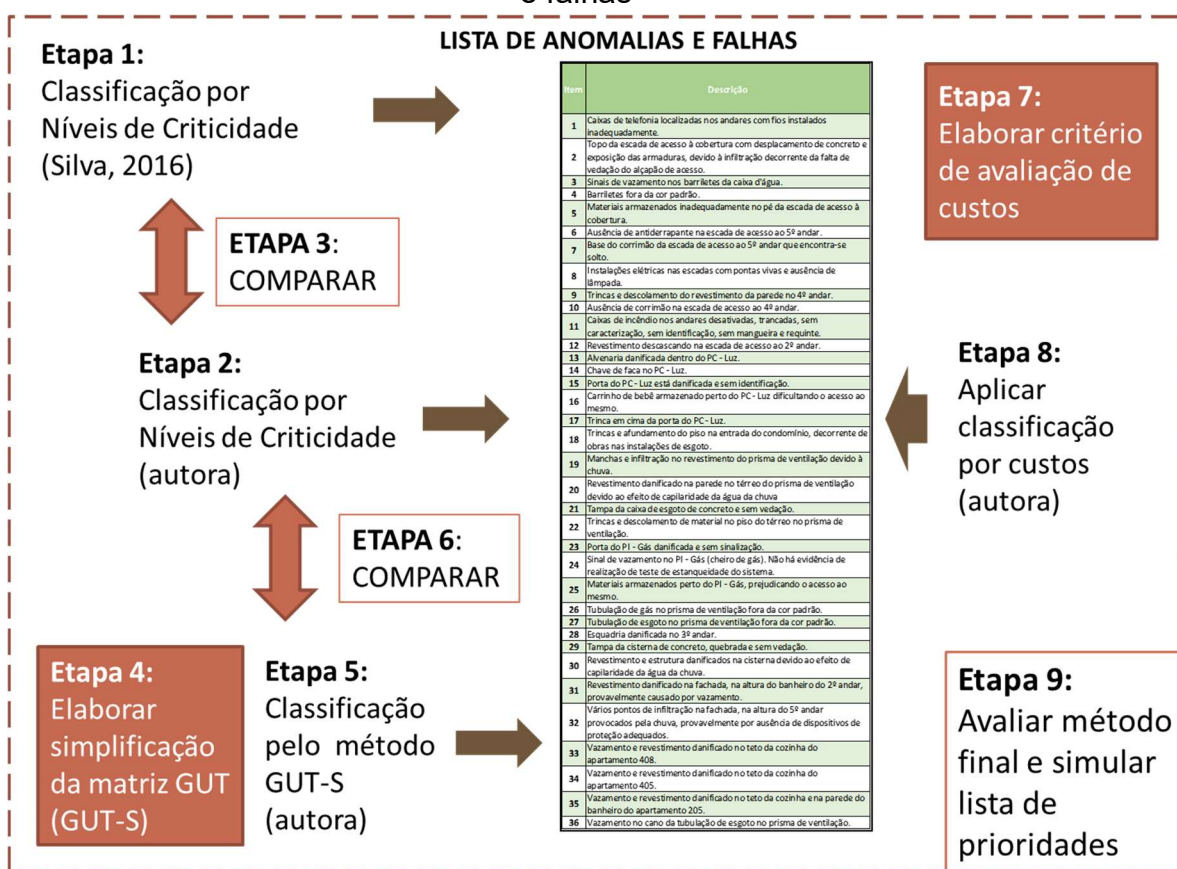 e falhas
LISTA DE ANOMALIAS E FALHAS
Etapa 1:
Classificação por
Níveis de Criticidade
(Silva, 2016)
ETAPA 3:
COMPARAR
Etapa 2:
Classificação por
Níveis de Criticidade
(autora)
ETAPA 6:
COMPARAR
Etapa 4:
Elaborar
simplificação
da matriz GUT
(GUT-S)
Etapa 5:
Classificação
pelo método
GUT-S
(autora)
Item Descrição
1 Caixas de telefonia localizadas nos andares com fios instalados
inadequadamente.
2 Topo da escada de acesso à cobertura com desplacamento de concreto e
exposição das armaduras, devido à infiltração decorrente da falta de
vedação do alçapão de acesso.
3 Sinais de vazamento nos barriletes da caixa d'água.
4 Barriletes fora da cor padrão.
5 Materiais armazenados inadequadamente no pé da escada de acesso à
cobertura.
6 Ausência de antiderrapante na escada de acesso ao 5º andar.
7 Base do corrimão da escada de acesso ao 5º andar que encontra-se
solto.
8 Instalações elétricas nas escadas com pontas vivas e ausência de
lâmpada.
9 Trincas e descolamento do revestimento da parede no 4º andar.
10 Ausência de corrimão na escada de acesso ao 4º andar.
11 Caixas de incêndio nos andares desativadas, trancadas, sem
caracterização, sem identificação, sem mangueira e requinte.
12 Revestimento descascando na escada de acesso ao 2º andar.
13 Alvenaria danificada dentro do PC - Luz.
14 Chave de faca no PC - Luz.
15 Porta do PC - Luz está danificada e sem identificação.
16 Carrinho de bebê armazenado perto do PC - Luz dificultando o acesso ao
mesmo.
17 Trinca em cima da porta do PC - Luz.
18 Trincas e afundamento do piso na entrada do condomínio, decorrente de
obras nas instalações de esgoto.
19 Manchas e infiltração no revestimento do prisma de ventilação devido à
chuva.
20 Revestimento danificado na parede no térreo do prisma de ventilação
devido ao efeito de capilaridade da água da chuva
21 Tampa da caixa de esgoto de concreto e sem vedação.
22 Trincas e descolamento de material no piso do térreo no prisma de
ventilação.
23 Porta do PI - Gás danificada e sem sinalização.
24 Sinal de vazamento no PI - Gás (cheiro de gás). Não há evidência de
realização de teste de estanqueidade do sistema.
25 Materiais armazenados perto do PI - Gás, prejudicando o acesso ao
mesmo.
26 Tubulação de gás no prisma de ventilação fora da cor padrão.
27 Tubulação de esgoto no prisma de ventilação fora da cor padrão.
28 Esquadria danificada no 3º andar.
29 Tampa da cisterna de concreto, quebrada e sem vedação.
30 Revestimento e estrutura danificados na cisterna devido ao efeito de
capilaridade da água da chuva.
31 Revestimento danificado na fachada, na altura do banheiro do 2º andar,
provavelmente causado por vazamento.
32 Vários pontos de infiltração na fachada, na altura do 5º andar
provocados pela chuva, provavelmente por ausência de dispositivos de
proteção adequados.
33 Vazamento e revestimento danificado no teto da cozinha do
apartamento 408.
34 Vazamento e revestimento danificado no teto da cozinha do
apartamento 405.
35 Vazamento e revestimento danificado no teto da cozinha e na parede do
banheiro do apartamento 205.
36 Vazamento no cano da tubulação de esgoto no prisma de ventilação.
Etapa 7:
Elaborar critério
de avaliação de
custos
Etapa 8:
Aplicar
classificação
por custos
(autora)
Etapa 9:
Avaliar método
final e simular
lista de
prioridades